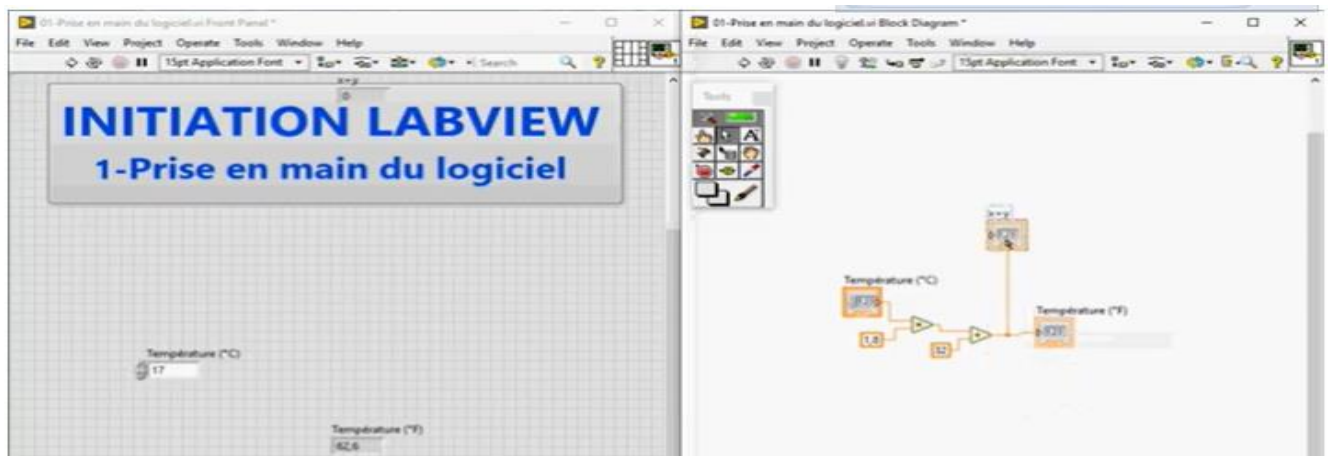 01-Prise en main du logiciel.vi Front Panel *
File Edit View Project Operate Tools Window Help
15pt Application Font
Search
x+y
0
INITIATION LABVIEW
1-Prise en main du logiciel
Température (°C)
17
Température (°F)
62,6
01-Prise en main du logiciel.vi Block Diagram *
File Edit View Project Operate Tools Window Help
15pt Application Font
Tools
A
x+y
Température (°C)
1,8
32
Température (°F)